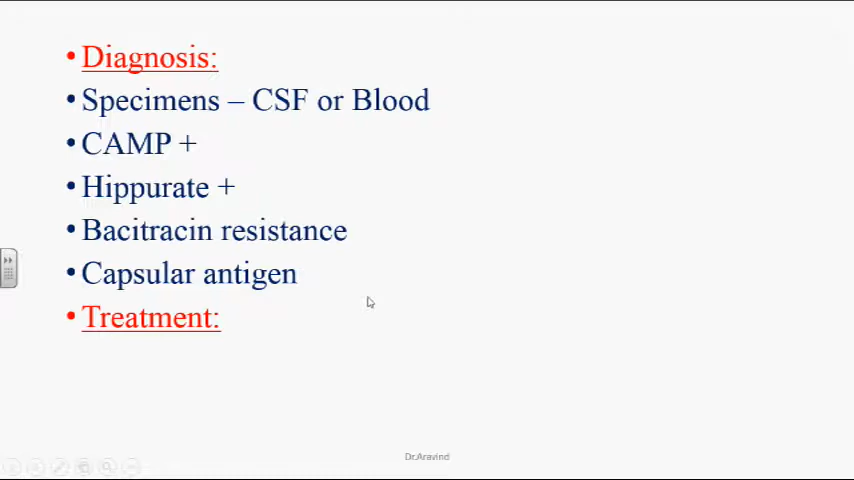 • Diagnosis:
• Specimens – CSF or Blood
• CAMP +
• Hippurate +
• Bacitracin resistance
• Capsular antigen
• Treatment:
Dr.Aravind